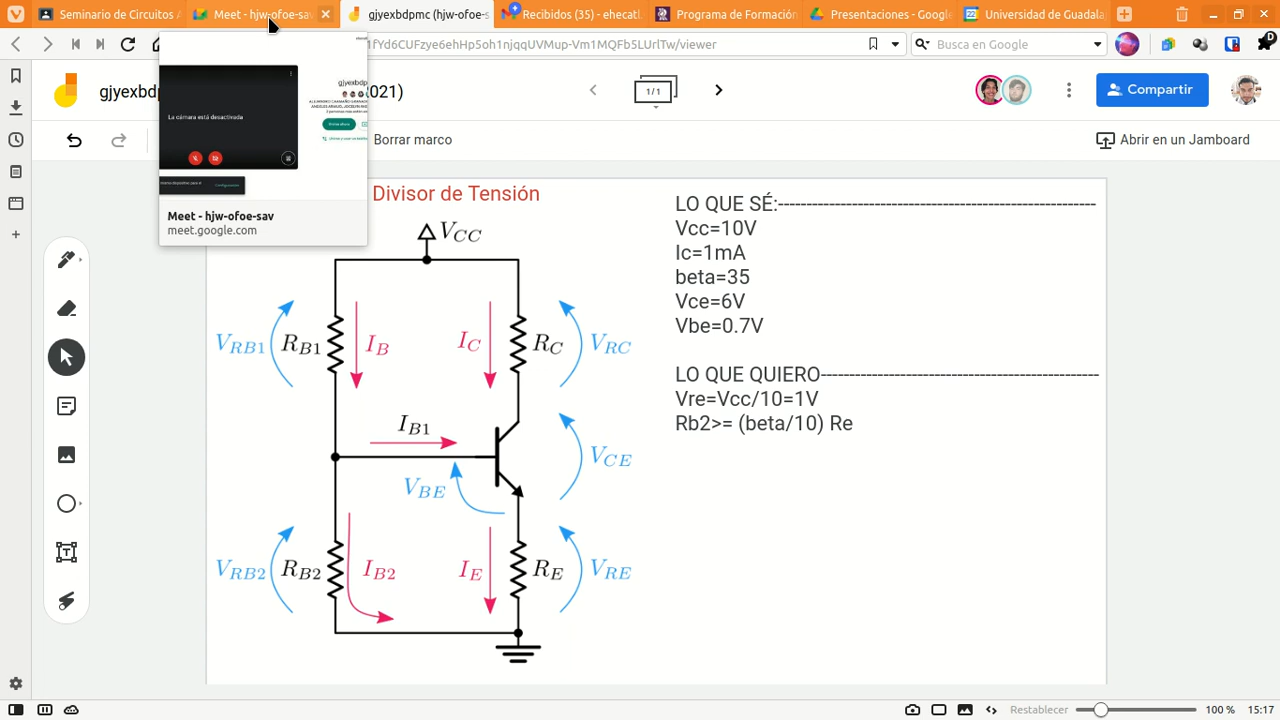 Seminario de Circuitos A
Meet - hjw-ofoe-sav
gjyexbdpmc (hjw-ofoe-s
Recibidos (35) - ehecatl.
Programa de Formación
Presentaciones - Google
Universidad de Guadala
1fYd6CUFzye6ehHp5oh1njqqUVMup-Vm1MQFb5LUrlTw/viewer
Busca en Google
gjyexbdp
021)
1/1
Compartir
Borrar marco
Abrir en un Jamboard
La cámara está desactivada
gjyexbdp
Meet - hjw-ofoe-sav
meet.google.com
Divisor de Tensión
VCC
VRB1
RB1
IB
IC
RC
VRC
IB1
VBE
VCE
VRB2
RB2
IB2
IE
RE
VRE
LO QUE SÉ:-----------------------------------------------------
Vcc=10V
Ic=1mA
beta=35
Vce=6V
Vbe=0.7V
LO QUE QUIERO----------------------------------------------
Vre=Vcc/10=1V
Rb2>= (beta/10) Re
Restablecer
100 %
15:17